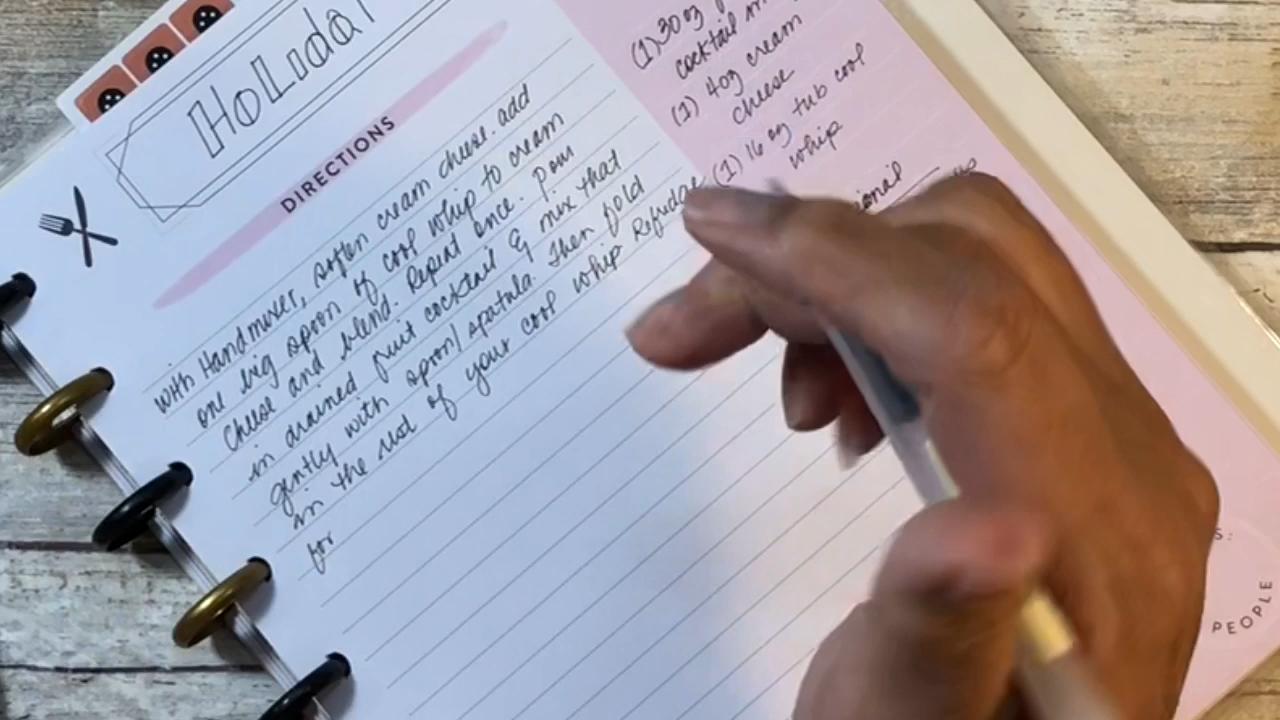 HoLiday
DIRECTIONS
with Handmixer, soften cream cheese. add
one big spoon of cool whip to cream
cheese and blend. Repeat once. Pour
in drained fruit cocktail & mix that
gently with spoon/spatula. Then fold
in the rest of your cool whip Refridge
for
(1) 30 oz
cocktail
(1) 4oz cream
cheese
(1) 16 oz tub cool
whip
S:
PEOPLE